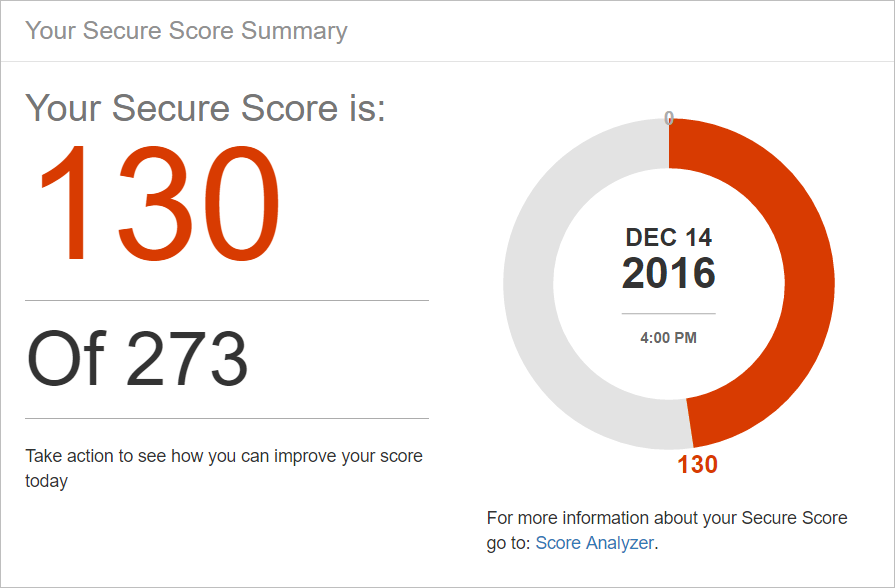 Your Secure Score Summary
Your Secure Score is:
130
Of 273
Take action to see how you can improve your score
today
0
DEC 14
2016
4:00 PM
130
For more information about your Secure Score
go to: Score Analyzer.